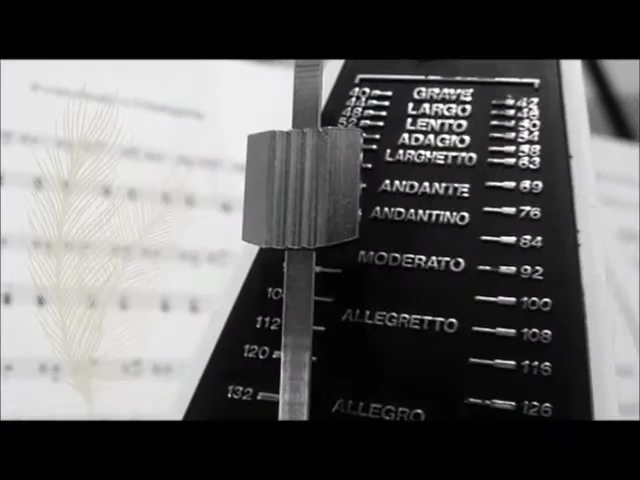 40 GRAVE 42
44 LARGO 46
48 LENTO 50
52 ADAGIO 54
58
LARGHETTO 63
ANDANTE 69
ANDANTINO 76
84
MODERATO 92
100
ALLEGRETTO 108
112
116
120
ALLEGRO 126
132